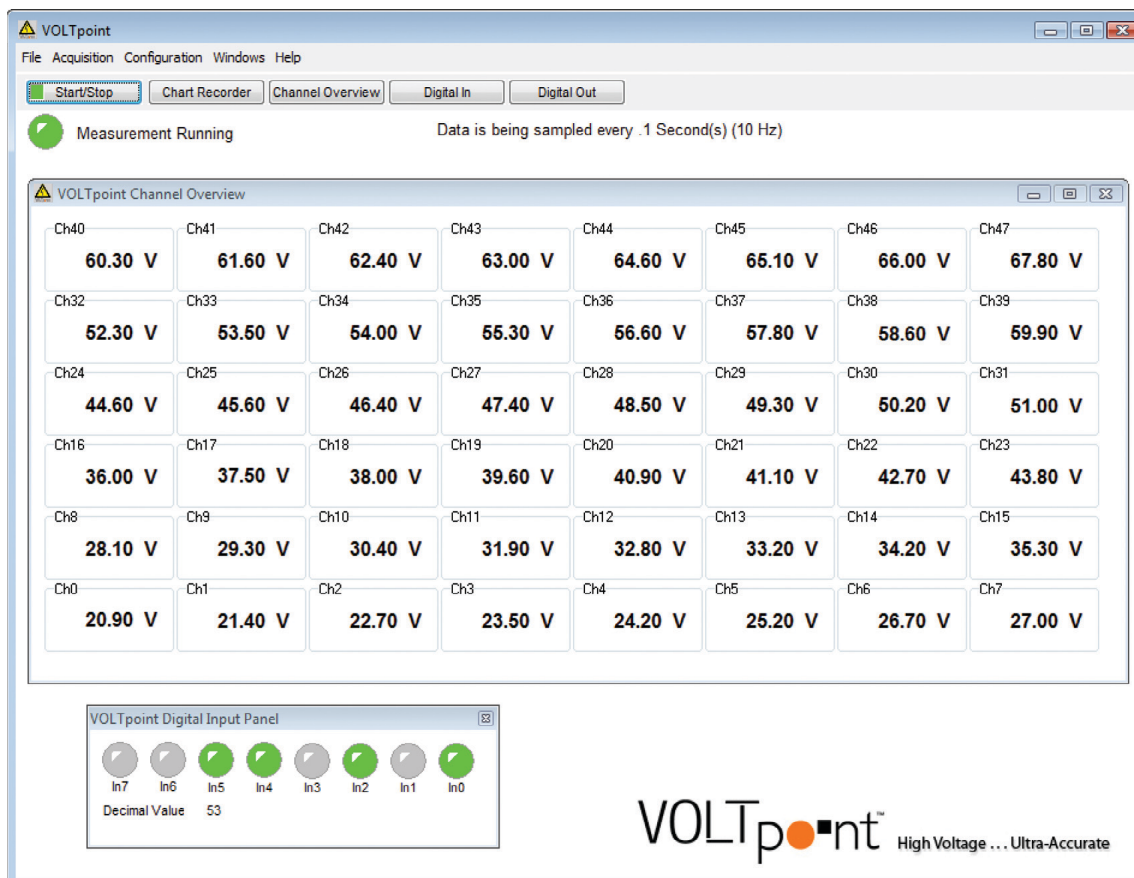 VOLTpoint
File Acquisition Configuration Windows Help
Start/Stop Chart Recorder Channel Overview Digital In Digital Out
Measurement Running Data is being sampled every .1 Second(s) (10 Hz)
VOLTpoint Channel Overview
Ch40 Ch41 Ch42 Ch43 Ch44 Ch45 Ch46 Ch47
60.30 V 61.60 V 62.40 V 63.00 V 64.60 V 65.10 V 66.00 V 67.80 V
Ch32 Ch33 Ch34 Ch35 Ch36 Ch37 Ch38 Ch39
52.30 V 53.50 V 54.00 V 55.30 V 56.60 V 57.80 V 58.60 V 59.90 V
Ch24 Ch25 Ch26 Ch27 Ch28 Ch29 Ch30 Ch31
44.60 V 45.60 V 46.40 V 47.40 V 48.50 V 49.30 V 50.20 V 51.00 V
Ch16 Ch17 Ch18 Ch19 Ch20 Ch21 Ch22 Ch23
36.00 V 37.50 V 38.00 V 39.60 V 40.90 V 41.10 V 42.70 V 43.80 V
Ch8 Ch9 Ch10 Ch11 Ch12 Ch13 Ch14 Ch15
28.10 V 29.30 V 30.40 V 31.90 V 32.80 V 33.20 V 34.20 V 35.30 V
Ch0 Ch1 Ch2 Ch3 Ch4 Ch5 Ch6 Ch7
20.90 V 21.40 V 22.70 V 23.50 V 24.20 V 25.20 V 26.70 V 27.00 V
VOLTpoint Digital Input Panel
In7 In6 In5 In4 In3 In2 In1 In0
Decimal Value 53
VOLTpoint™ High Voltage ... Ultra-Accurate